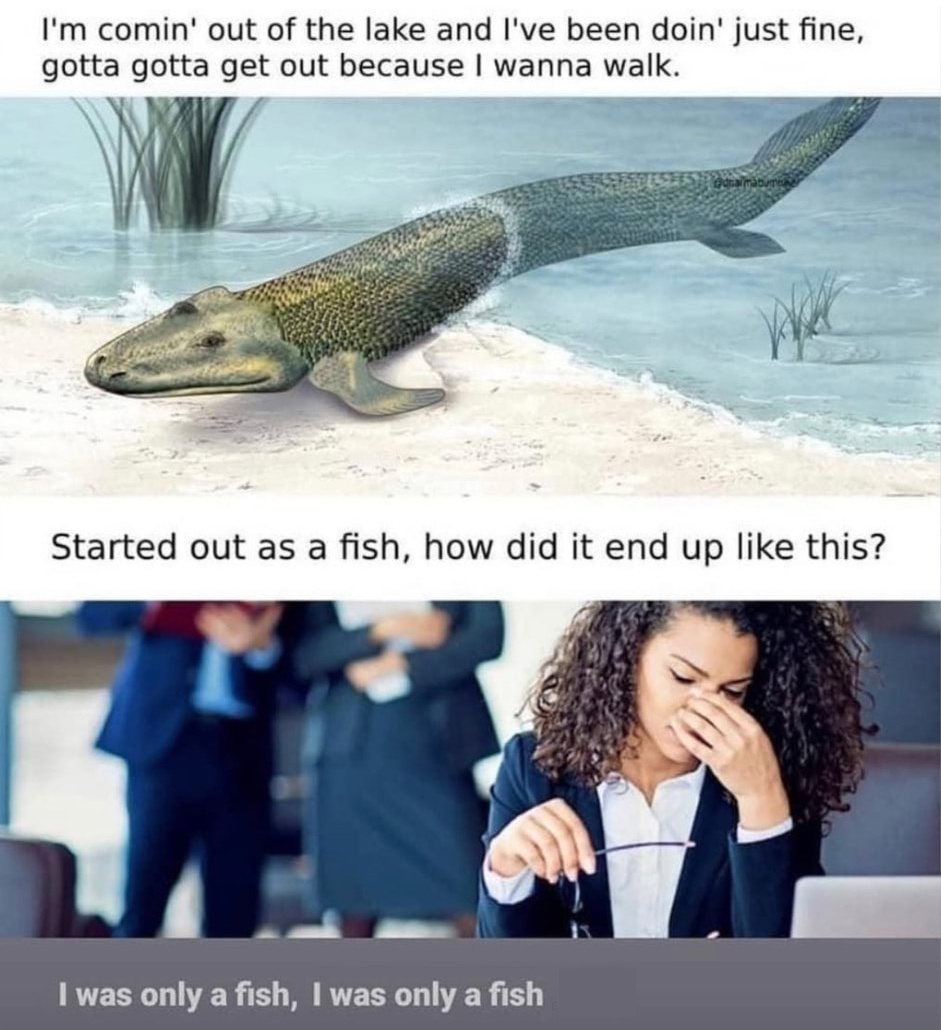 I'm comin' out of the lake and I've been doin' just fine,
gotta gotta get out because I wanna walk.
Started out as a fish, how did it end up like this?
I was only a fish, I was only a fish